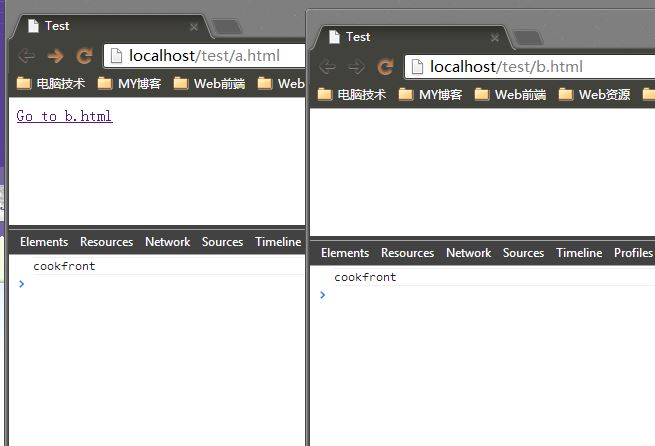 Test
localhost/test/a.html
电脑技术 MY博客 Web前端 Web
Go to b.html
Elements Resources Network Sources Timeline
cookfront
Test
localhost/test/b.html
电脑技术 MY博客 Web前端 Web资源
Elements Resources Network Sources Timeline Profiles
cookfront